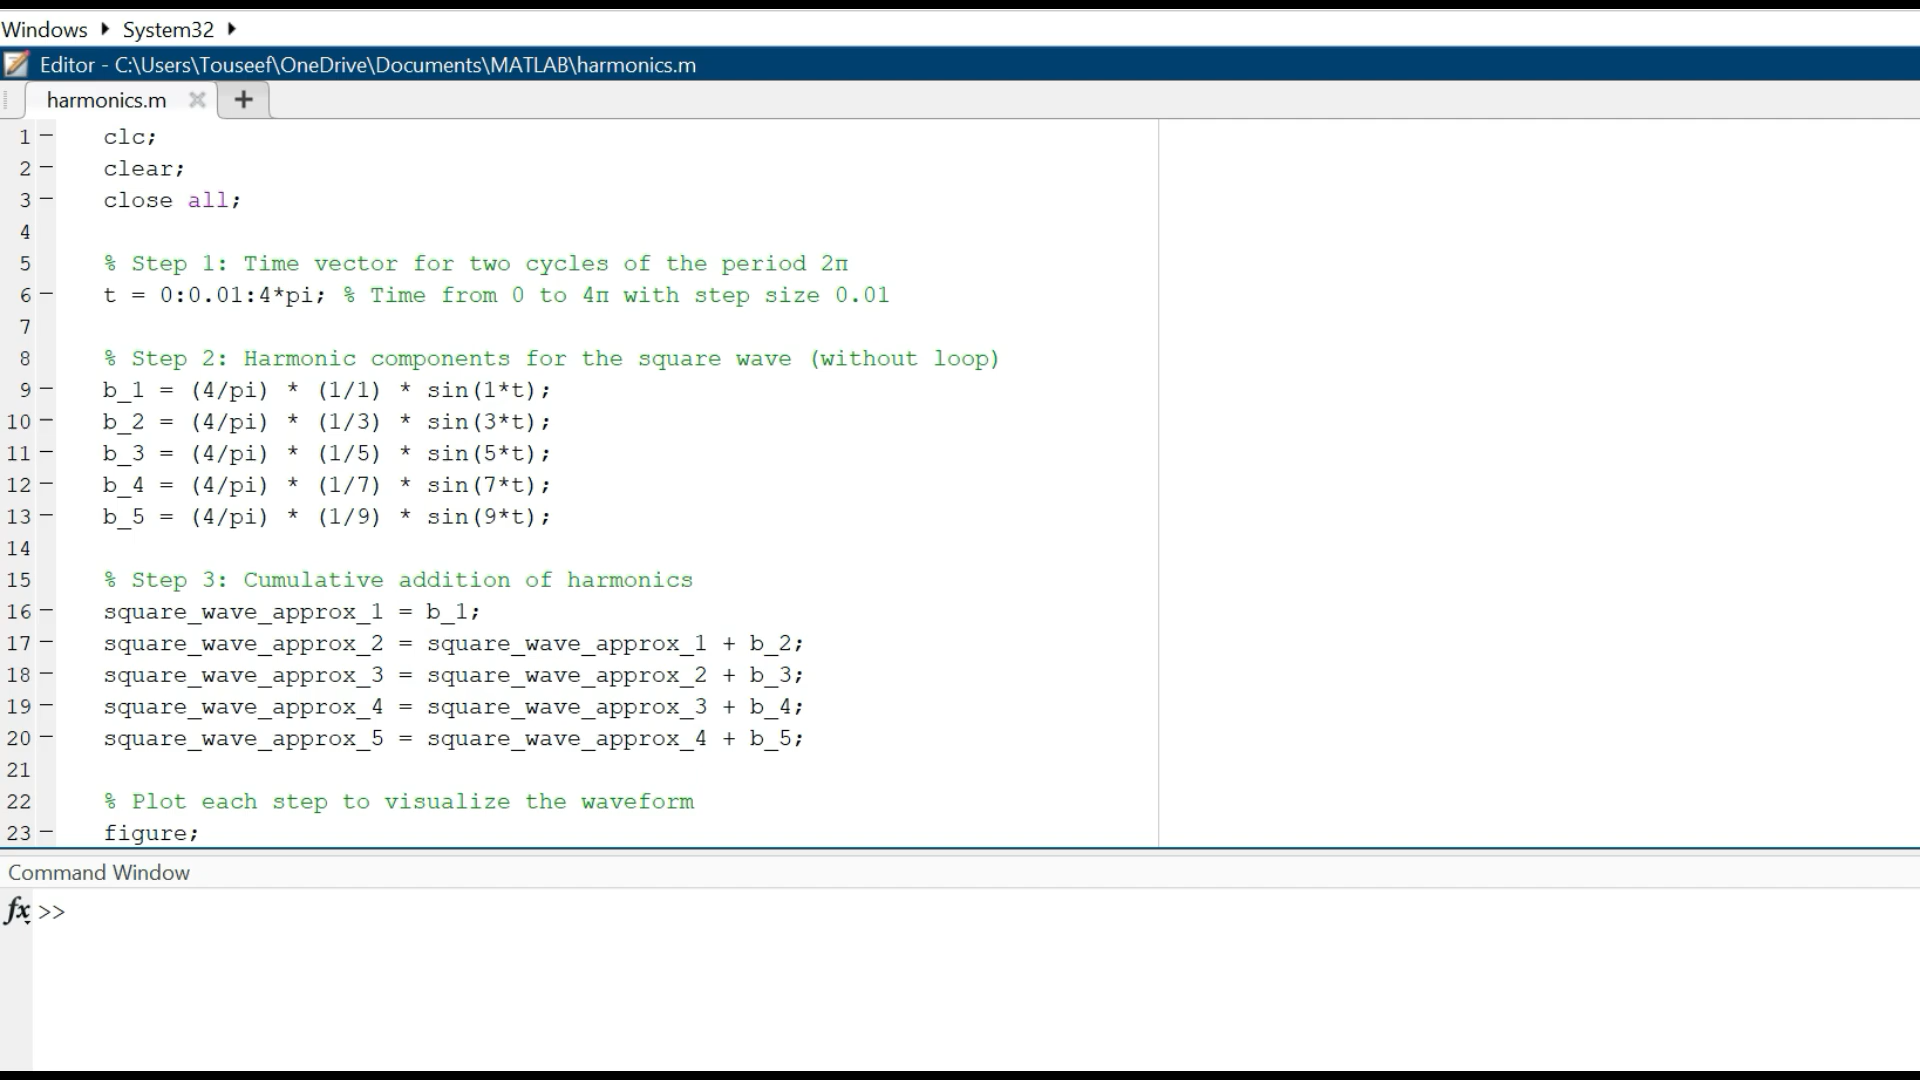 Windows ▶ System32 ▶
Editor - C:\Users\Touseef\OneDrive\Documents\MATLAB\harmonics.m
harmonics.m × +
1 clc;
2 clear;
3 close all;
4
5 % Step 1: Time vector for two cycles of the period 2π
6 t = 0:0.01:4*pi; % Time from 0 to 4π with step size 0.01
7
8 % Step 2: Harmonic components for the square wave (without loop)
9 b_1 = (4/pi) * (1/1) * sin(1*t);
10 b_2 = (4/pi) * (1/3) * sin(3*t);
11 b_3 = (4/pi) * (1/5) * sin(5*t);
12 b_4 = (4/pi) * (1/7) * sin(7*t);
13 b_5 = (4/pi) * (1/9) * sin(9*t);
14
15 % Step 3: Cumulative addition of harmonics
16 square_wave_approx_1 = b_1;
17 square_wave_approx_2 = square_wave_approx_1 + b_2;
18 square_wave_approx_3 = square_wave_approx_2 + b_3;
19 square_wave_approx_4 = square_wave_approx_3 + b_4;
20 square_wave_approx_5 = square_wave_approx_4 + b_5;
21
22 % Plot each step to visualize the waveform
23 figure;
Command Window
fx >>